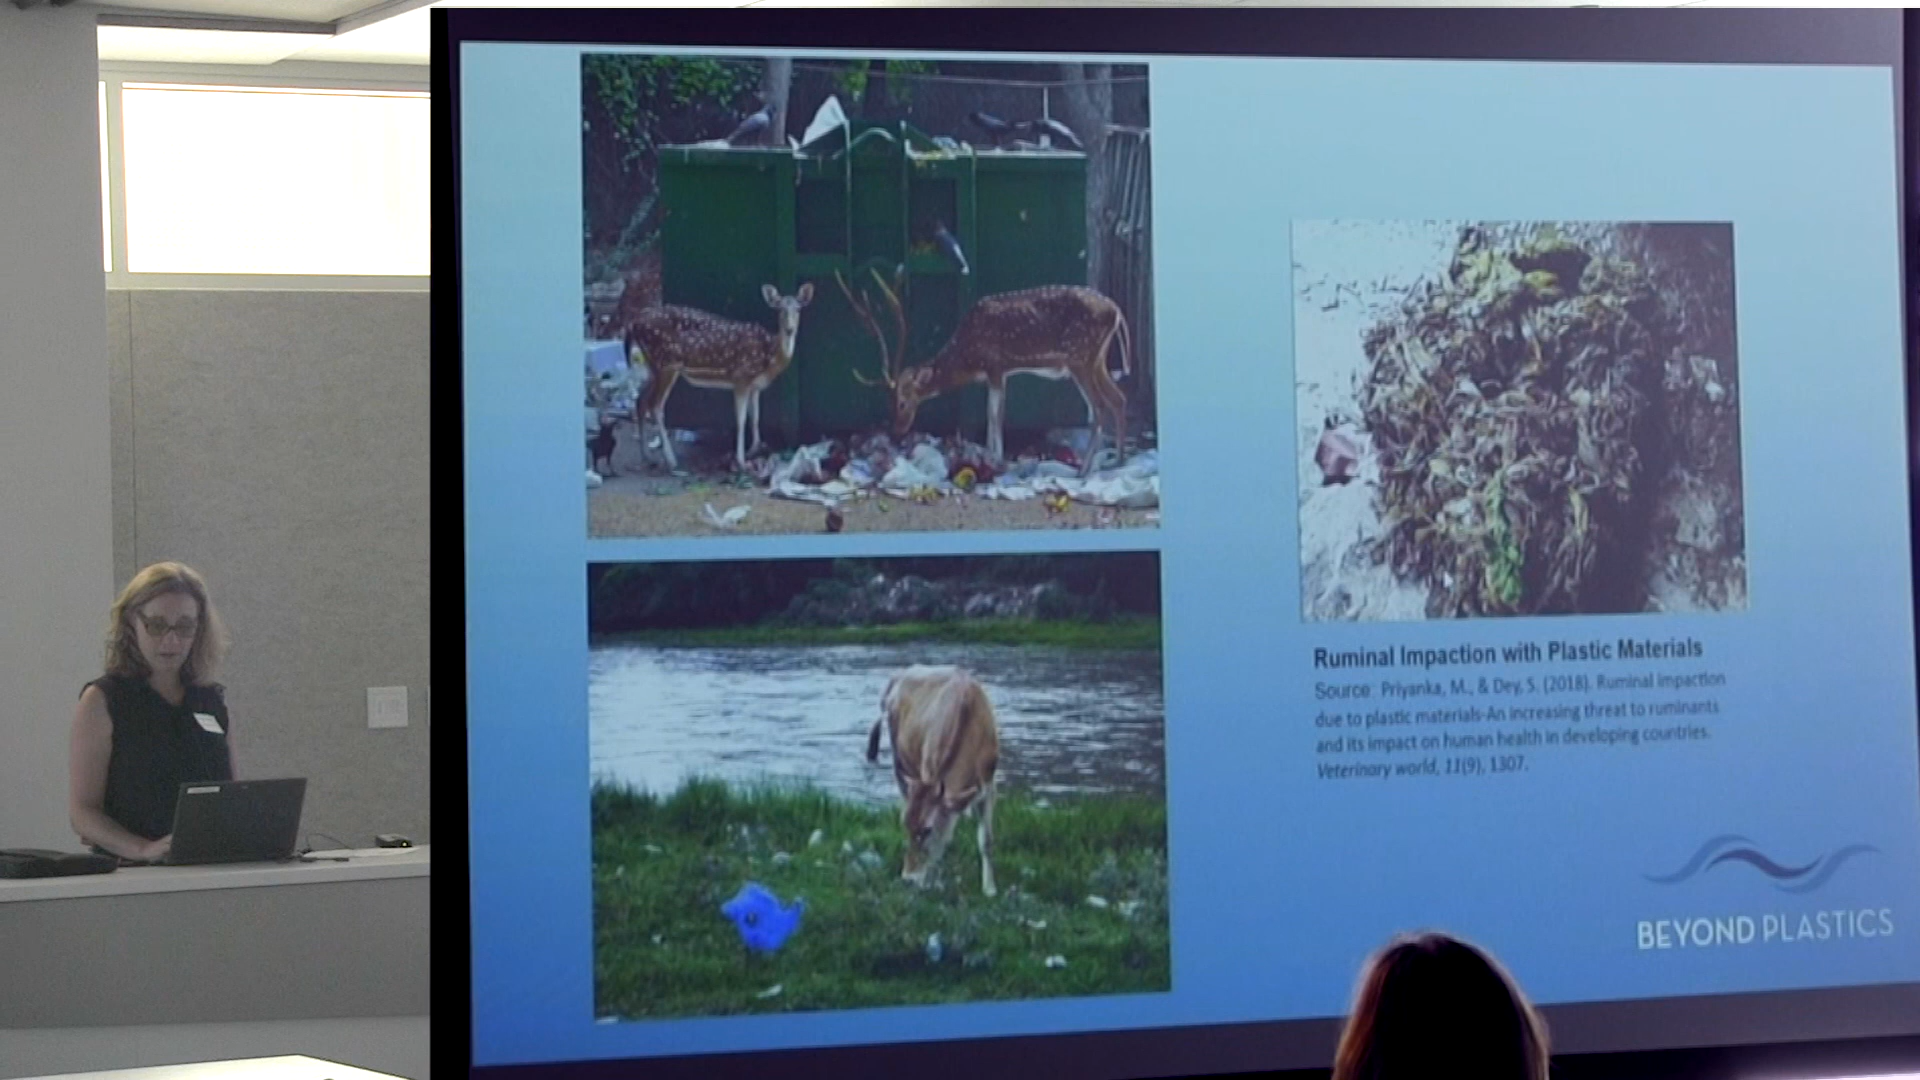 Ruminal Impaction with Plastic Materials
Source: Priyanka, M., & Dey, S. (2018). Ruminal impaction
due to plastic materials-An increasing threat to ruminants
and its impact on human health in developing countries.
Veterinary world, 11(9), 1307.
BEYOND PLASTICS